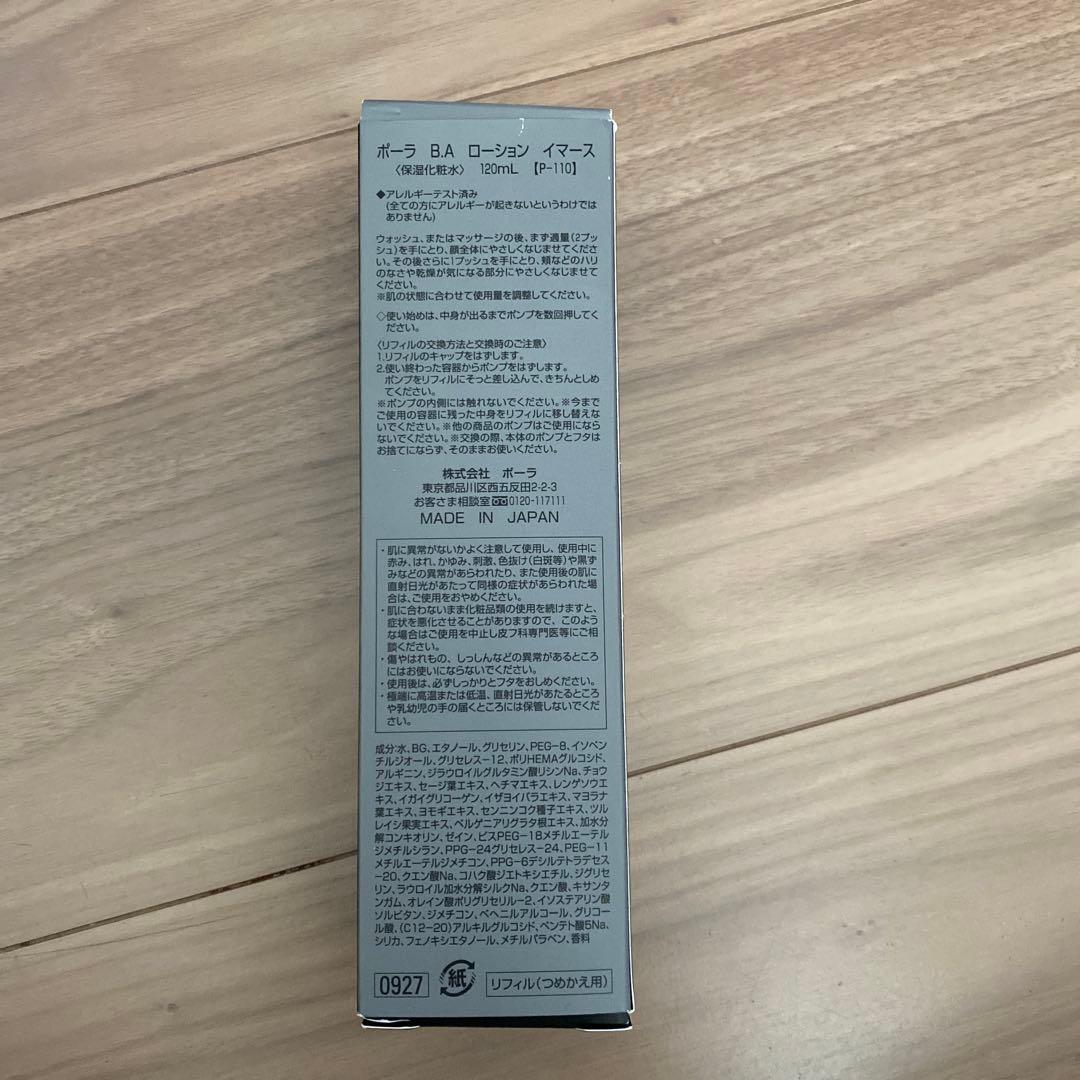 ポーラ B.A ローション イマース
〈保湿化粧水〉 120mL 【P-110】
◆アレルギーテスト済み
(全ての方にアレルギーが起きないというわけでは
ありません)
ウォッシュ、またはマッサージの後、まず適量(2プッ
シュ)を手にとり、顔全体にやさしくなじませてくださ
い。その後さらに1プッシュを手にとり、頬などのハリ
のなさや乾燥が気になる部分にやさしくなじませて
ください。
※肌の状態に合わせて使用量を調整してください。
◇使い始めは、中身が出るまでポンプを数回押してく
ださい。
〈リフィルの交換方法と交換時のご注意〉
1.リフィルのキャップをはずします。
2.使い終わった容器からポンプをはずします。
ポンプをリフィルにそっと差し込んで、きちんとしめ
てください。
※ポンプの内側には触れないでください。※今まで
ご使用の容器に残った中身をリフィルに移し替えな
いでください。※他の商品のポンプはご使用になら
ないでください。※交換の際、本体のポンプとフタは
お捨てにならず、そのままお使いください。
株式会社 ポーラ
東京都品川区西五反田2-2-3
お客さま相談室 0120-117111
MADE IN JAPAN
・肌に異常がないかよく注意して使用し、使用中に
赤み、はれ、かゆみ、刺激、色抜け(白斑等)や黒ず
みなどの異常があらわれたり、また使用後の肌に
直射日光があたって同様の症状があらわれた場
合は、ご使用をおやめください。
・肌に合わないまま化粧品類の使用を続けますと、
症状を悪化させることがありますので、このよう
な場合はご使用を中止し皮フ科専門医等にご相
談ください。
・傷やはれもの、しっしんなどの異常があるところ
にはお使いにならないでください。
・使用後は、必ずしっかりとフタをおしめください。
・極端に高温または低温、直射日光があたるところ
や乳幼児の手の届くところには保管しないでくだ
さい。
成分:水、BG、エタノール、グリセリン、PEG-8、イソペン
チルジオール、グリセレス-12、ポリHEMAグルコシド、
アルギニン、ジラウロイルグルタミン酸リシンNa、チョウ
ジエキス、セージ葉エキス、ヘチマエキス、レンゲソウエ
キス、イガイグリコーゲン、イザヨイバラエキス、マヨラナ
葉エキス、ヨモギエキス、センニンコク種子エキス、ツル
レイシ果実エキス、ベルゲニアリグラタ根エキス、加水分
解コンキオリン、ゼイン、ビスPEG-18メチルエーテル
ジメチルシラン、PPG-24グリセレス-24、PEG-11
メチルエーテルジメチコン、PPG-6デシルテトラデセス
-20、クエン酸Na、コハク酸ジエトキシエチル、ジグリセ
リン、ラウロイル加水分解シルクNa、クエン酸、キサンタ
ンガム、オレイン酸ポリグリセリル-2、イソステアリン酸
ソルビタン、ジメチコン、ベヘニルアルコール、グリコー
ル酸、(C12-20)アルキルグルコシド、ペンテト酸5Na、
シリカ、フェノキシエタノール、メチルパラベン、香料
0927 紙 リフィル(つめかえ用)